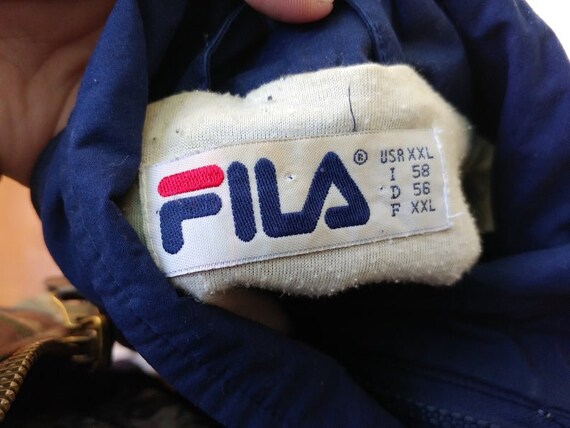 FILA ®
USA XXL
I 58
D 56
F XXL